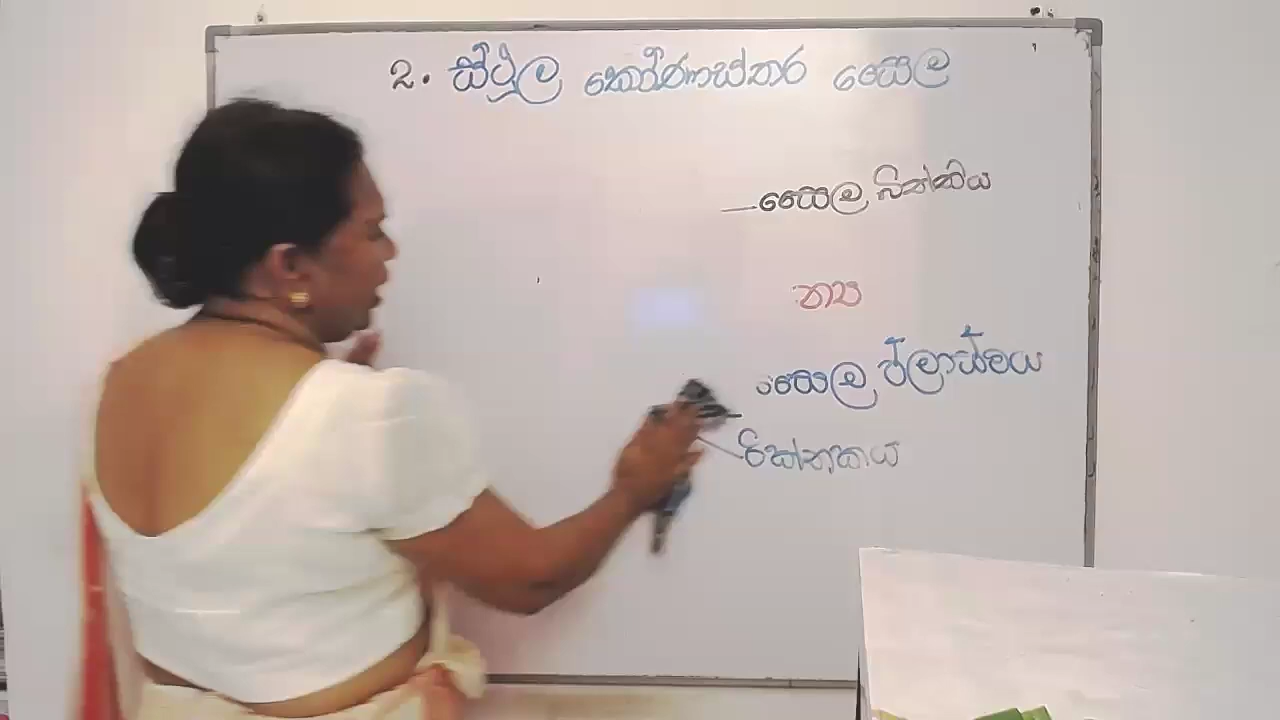 2. ස්ථූල කෝණාස්තර සෛල
සෛල බිත්තිය
න්‍යෂ
සෛල ප්ලාස්මය
රික්තකය